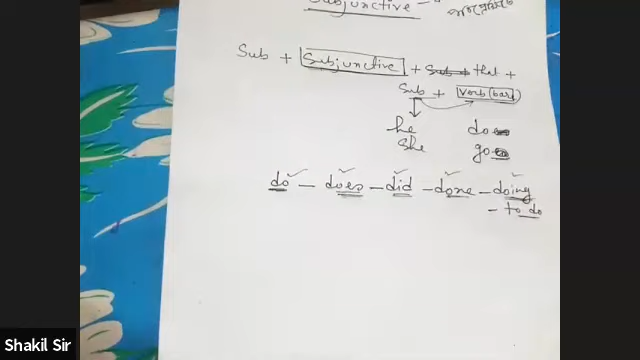 Subjunctive -
Sub + Subjunctive + that +
Sub + verb (bare)
he do
she go
do - does - did - done - doing
- to do
Shakil Sir